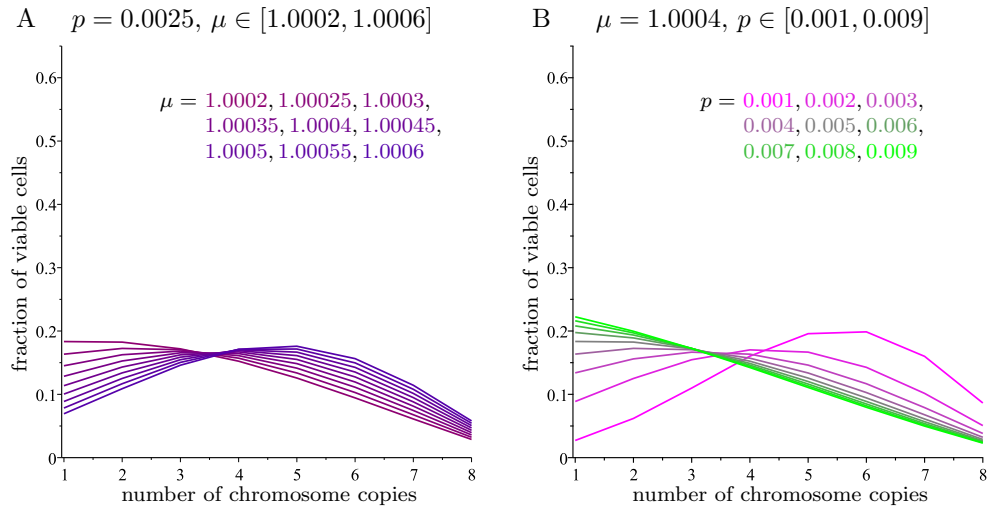 A p = 0.0025, μ ∈ [1.0002, 1.0006]
fraction of viable cells
0.6
0.5
0.4
0.3
0.2
0.1
0
μ = 1.0002, 1.00025, 1.0003,
1.00035, 1.0004, 1.00045,
1.0005, 1.00055, 1.0006
1 2 3 4 5 6 7 8
number of chromosome copies
B μ = 1.0004, p ∈ [0.001, 0.009]
fraction of viable cells
0.6
0.5
0.4
0.3
0.2
0.1
0
p = 0.001, 0.002, 0.003,
0.004, 0.005, 0.006,
0.007, 0.008, 0.009
1 2 3 4 5 6 7 8
number of chromosome copies